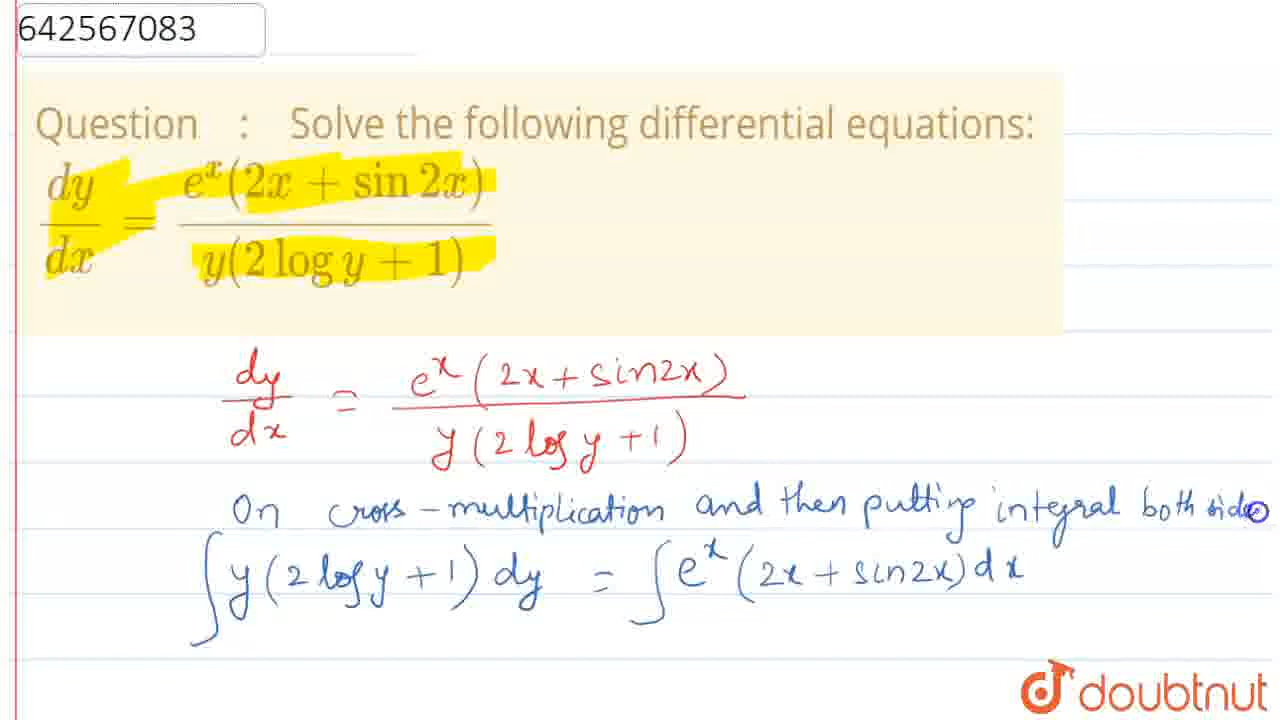 642567083
Question : Solve the following differential equations:
dy/dx = e^x(2x + sin 2x) / y(2 log y + 1)
dy/dx = e^x (2x + sin2x) / y (2 log y + 1)
On cross-multiplication and then putting integral both side
∫ y (2 log y + 1) dy = ∫ e^x (2x + sin2x) dx
doubtnut